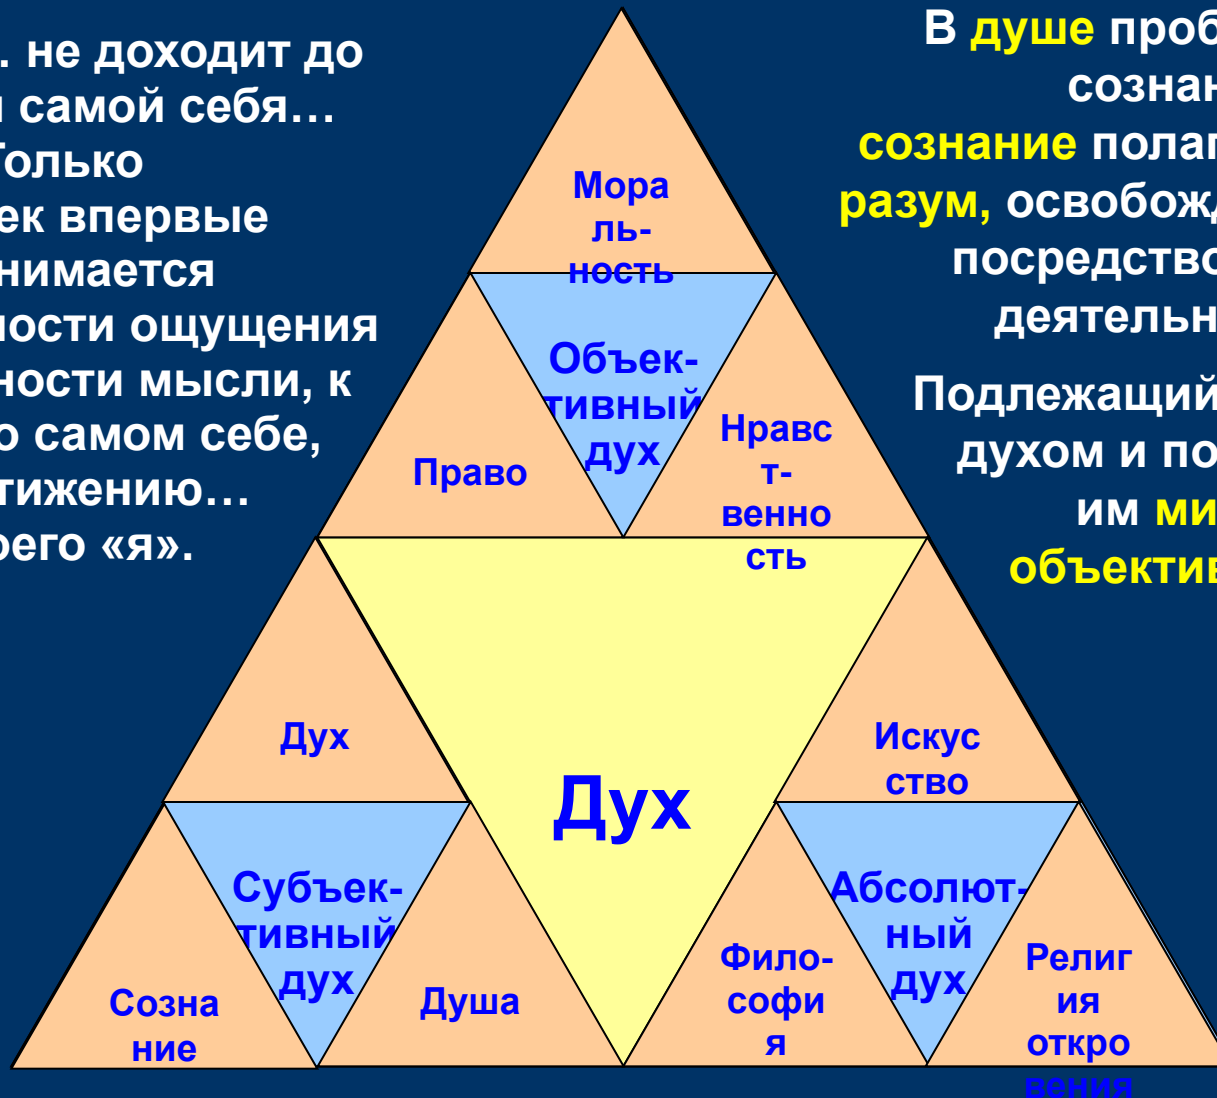 . не доходит до
самой себя…
Только
век впервые
нимается
ности ощущения
ности мысли, к
о самом себе,
тижению…
оего «я».
В душе проб
сознан
сознание полаг
разум, освобожд
посредство
деятельн
Подлежащий
духом и по
им ми
объектив
Мора
ль-
ность
Объек-
тивный
дух
Право
Нравс
т-
венно
сть
Дух
Искус
ство
Дух
Субъек-
тивный
дух
Созна
ние
Душа
Абсолют-
ный
дух
Фило-
софи
я
Религ
ия
откро
вения